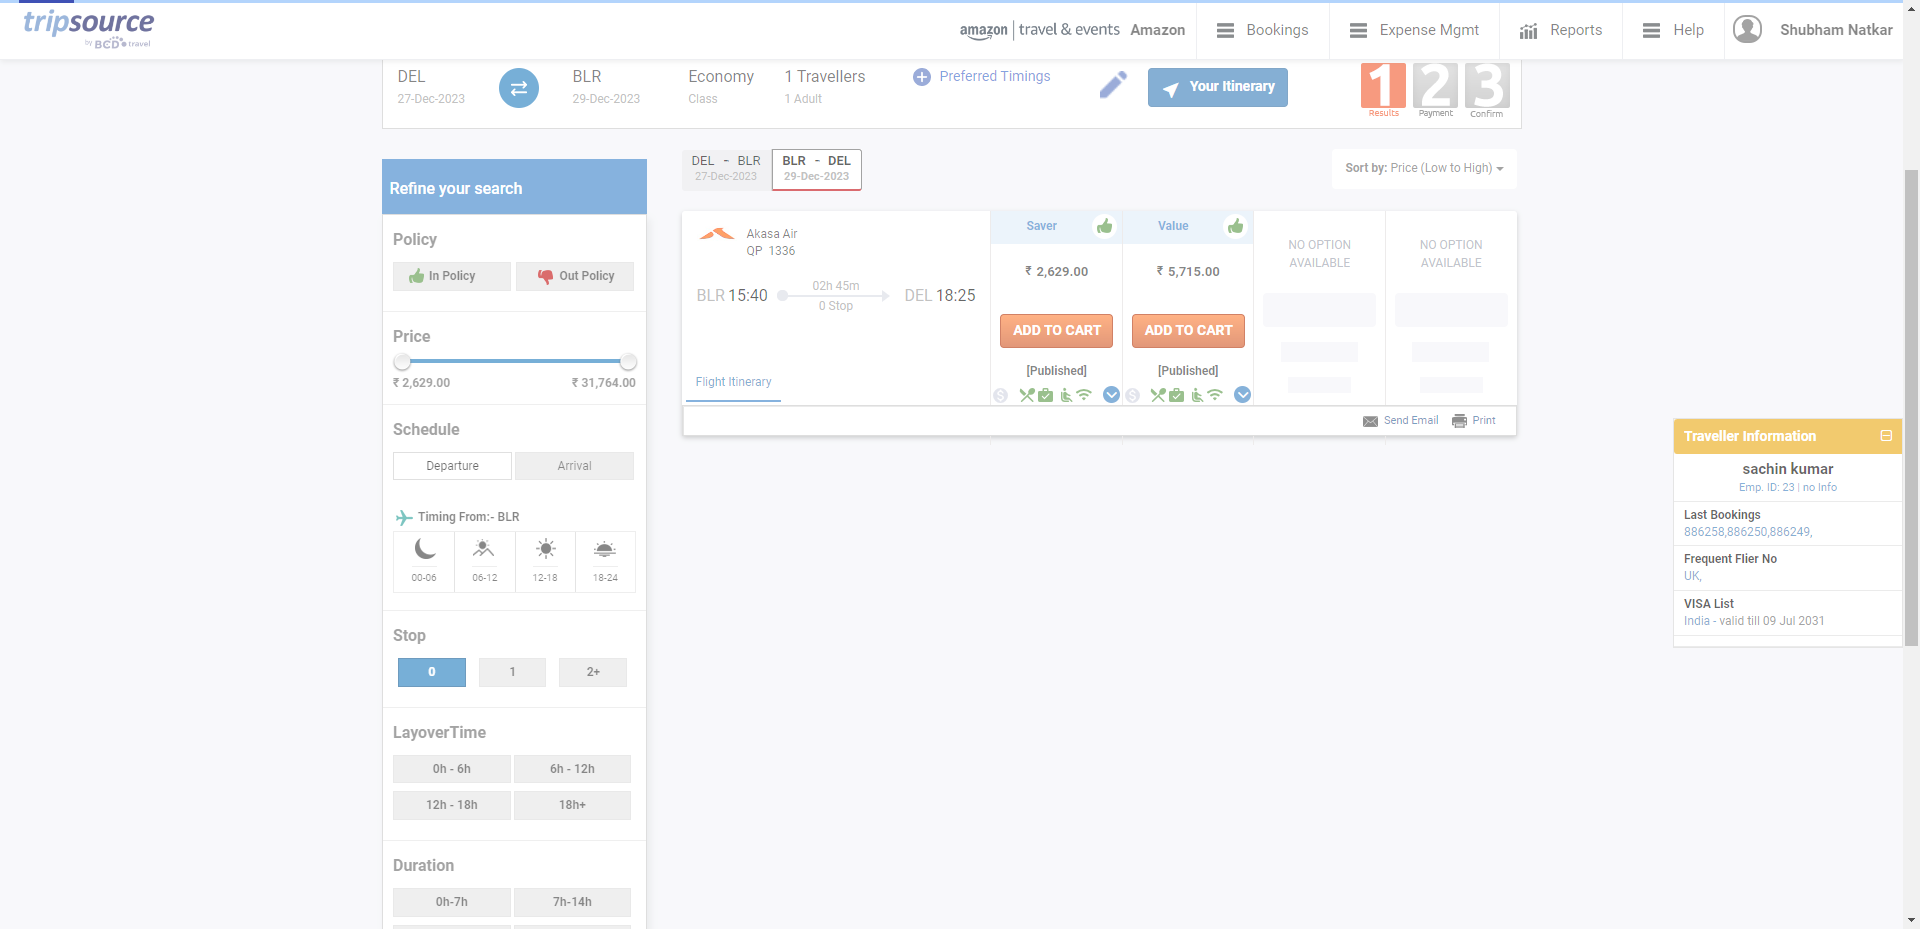 tripsource
by BCD travel
amazon | travel & events Amazon
Bookings
Expense Mgmt
Reports
Help
Shubham Natkar
DEL
27-Dec-2023
BLR
29-Dec-2023
Economy
Class
1 Travellers
1 Adult
Preferred Timings
Your Itinerary
1
Results
2
Payment
3
Confirm
Refine your search
Policy
In Policy
Out Policy
Price
₹ 2,629.00
₹ 31,764.00
Schedule
Departure
Arrival
Timing From:- BLR
00-06
06-12
12-18
18-24
Stop
0
1
2+
LayoverTime
0h - 6h
6h - 12h
12h - 18h
18h+
Duration
0h-7h
7h-14h
DEL - BLR
27-Dec-2023
BLR - DEL
29-Dec-2023
Sort by: Price (Low to High)
Akasa Air
QP 1336
BLR 15:40
02h 45m
0 Stop
DEL 18:25
Flight Itinerary
Saver
₹ 2,629.00
ADD TO CART
[Published]
Value
₹ 5,715.00
ADD TO CART
[Published]
NO OPTION
AVAILABLE
NO OPTION
AVAILABLE
Send Email
Print
Traveller Information
sachin kumar
Emp. ID: 23 | no Info
Last Bookings
886258,886250,886249,
Frequent Flier No
UK,
VISA List
India - valid till 09 Jul 2031